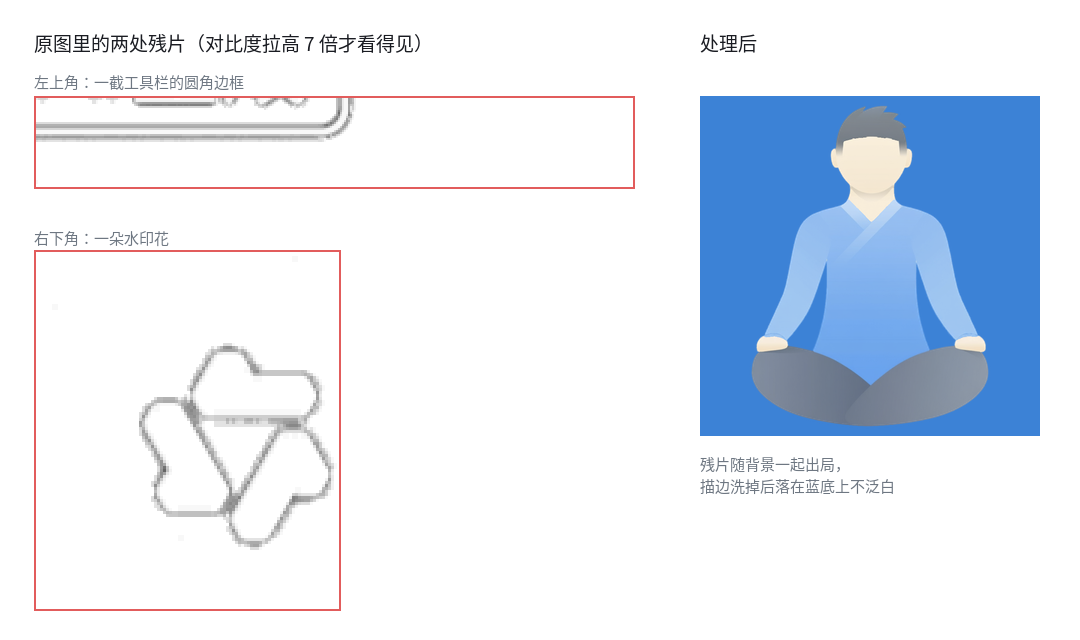 原图里的两处残片（对比度拉高 7 倍才看得见）
左上角：一截工具栏的圆角边框
右下角：一朵水印花
处理后
残片随背景一起出局，
描边洗掉后落在蓝底上不泛白